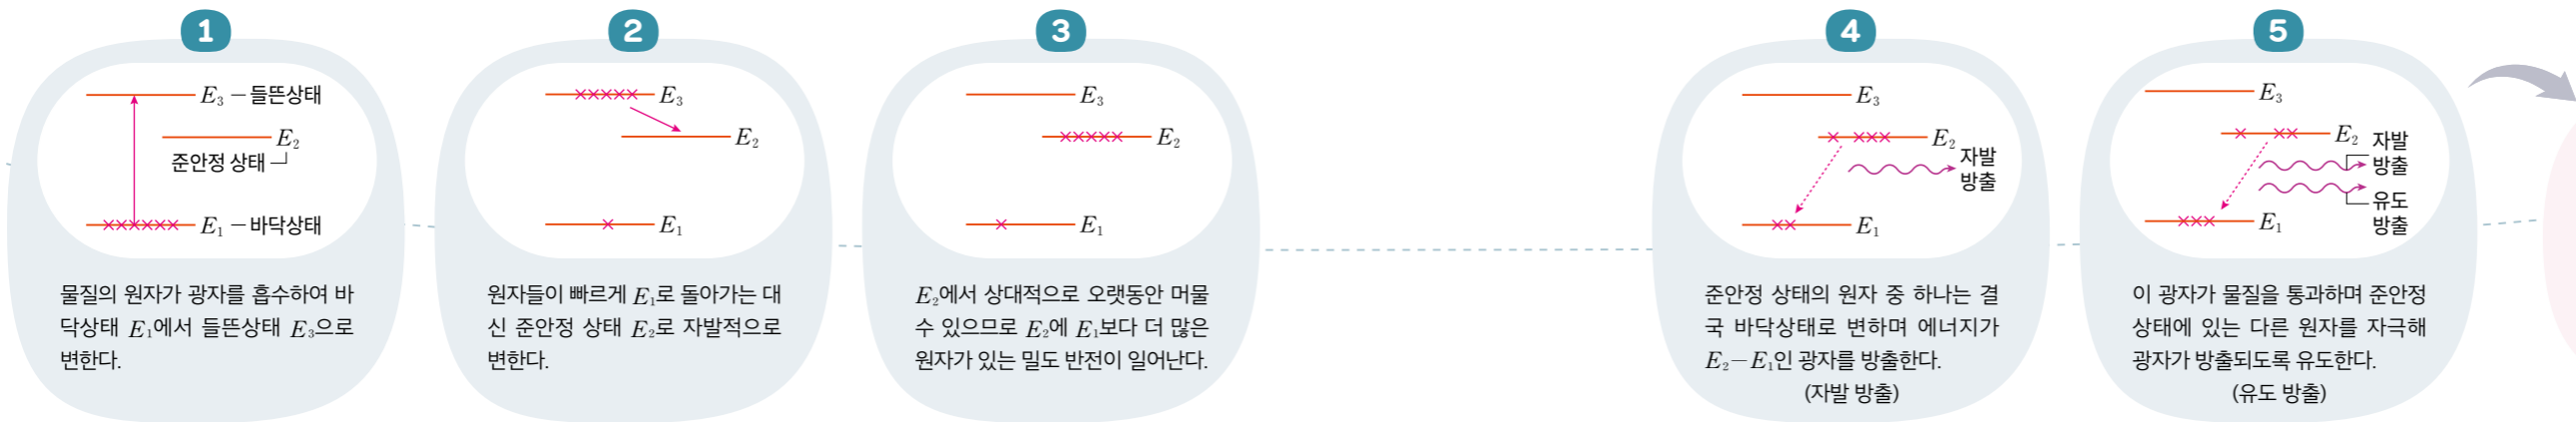 1
E₃ – 들뜬상태
E₂
준안정 상태
E₁ – 바닥상태
물질의 원자가 광자를 흡수하여 바
닥상태 E₁에서 들뜬상태 E₃으로
변한다.
2
E₃
E₂
E₁
원자들이 빠르게 E₁로 돌아가는 대
신 준안정 상태 E₂로 자발적으로
변한다.
3
E₃
E₂
E₁
E₂에서 상대적으로 오랫동안 머물
수 있으므로 E₂에 E₁보다 더 많은
원자가 있는 밀도 반전이 일어난다.
4
E₃
E₂
자발
방출
E₁
준안정 상태의 원자 중 하나는 결
국 바닥상태로 변하며 에너지가
E₂−E₁인 광자를 방출한다.
(자발 방출)
5
E₃
E₂
자발
방출
유도
방출
E₁
이 광자가 물질을 통과하며 준안정
상태에 있는 다른 원자를 자극해
광자가 방출되도록 유도한다.
(유도 방출)